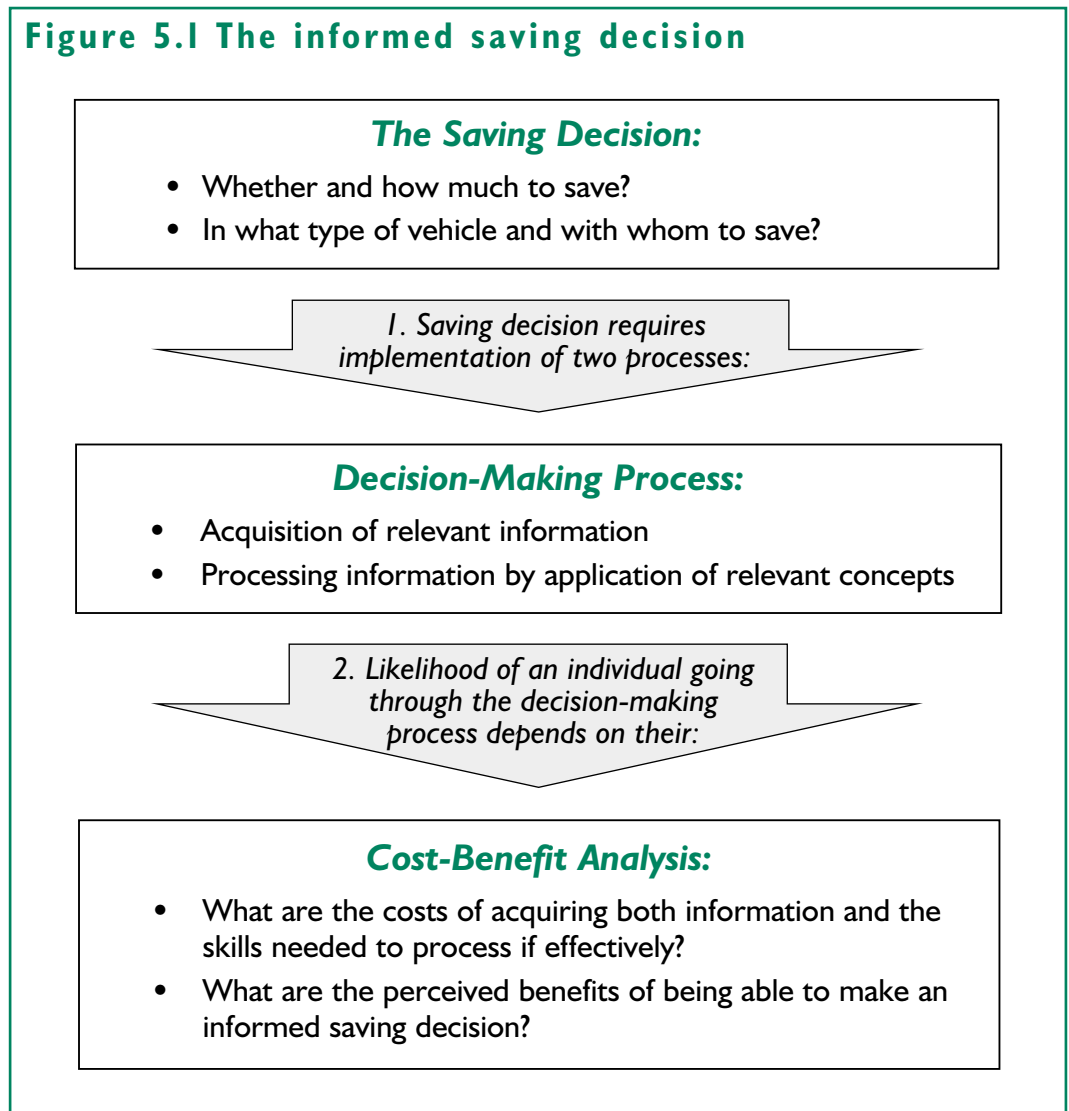 Figure 5.1 The informed saving decision
The Saving Decision:
• Whether and how much to save?
• In what type of vehicle and with whom to save?
1. Saving decision requires
implementation of two processes:
Decision-Making Process:
• Acquisition of relevant information
• Processing information by application of relevant concepts
2. Likelihood of an individual going
through the decision-making
process depends on their:
Cost-Benefit Analysis:
• What are the costs of acquiring both information and the
skills needed to process if effectively?
• What are the perceived benefits of being able to make an
informed saving decision?